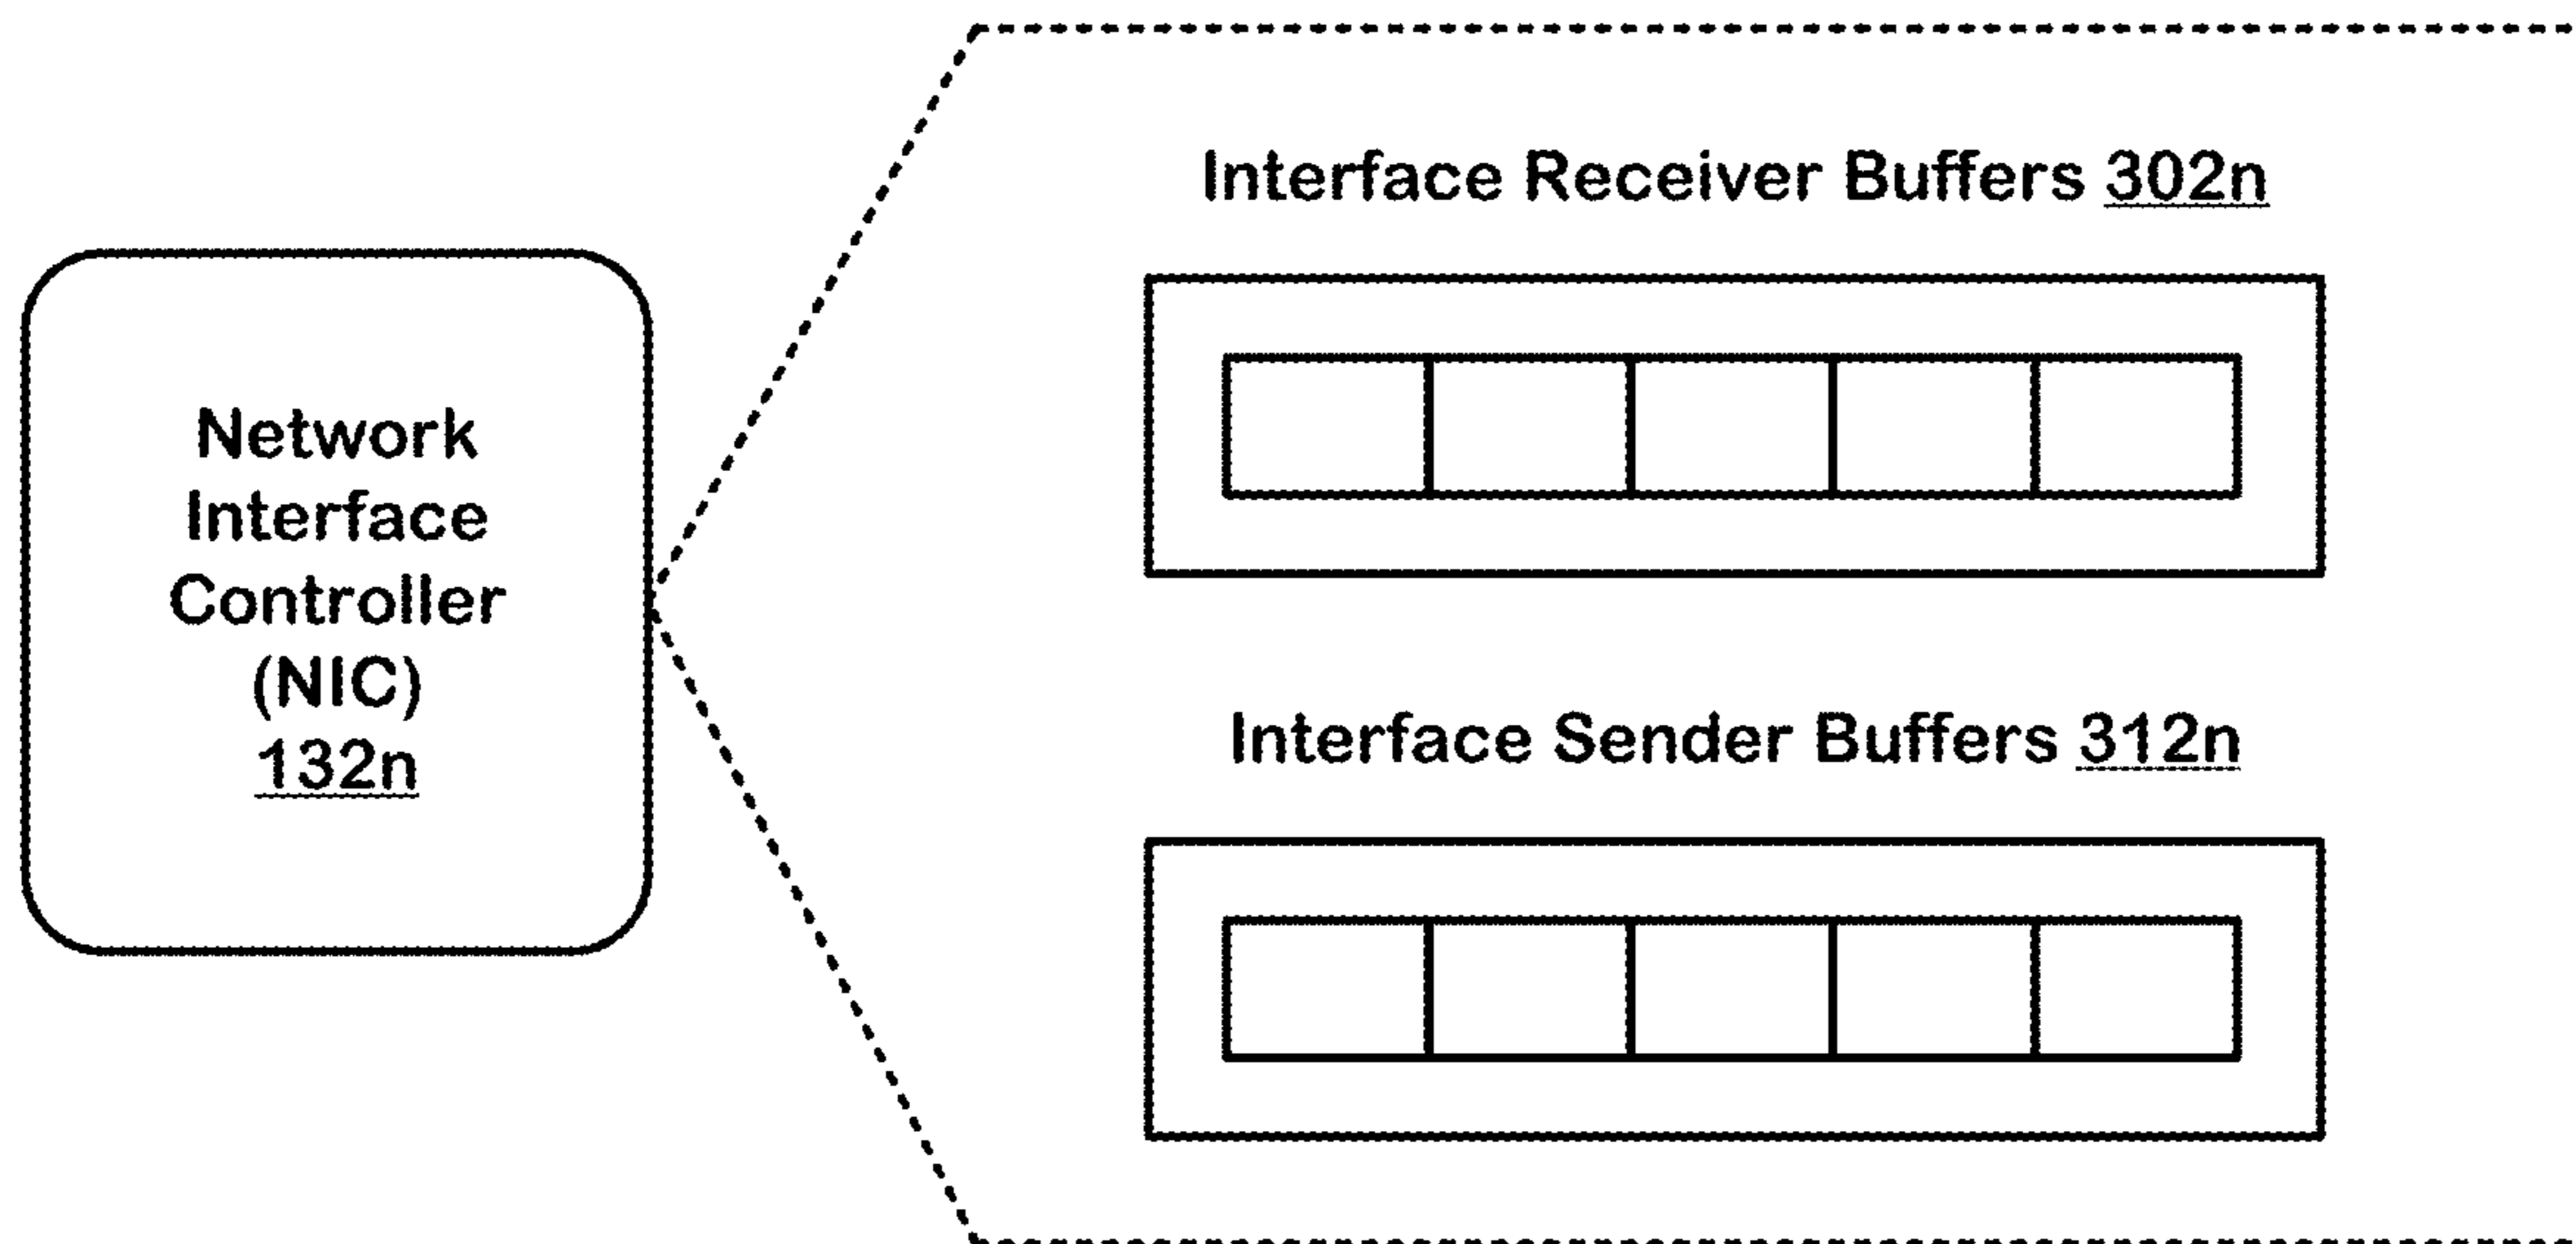 Interface Receiver Buffers 302n
Network
Interface
Controller
(NIC)
132n
Interface Sender Buffers 312n